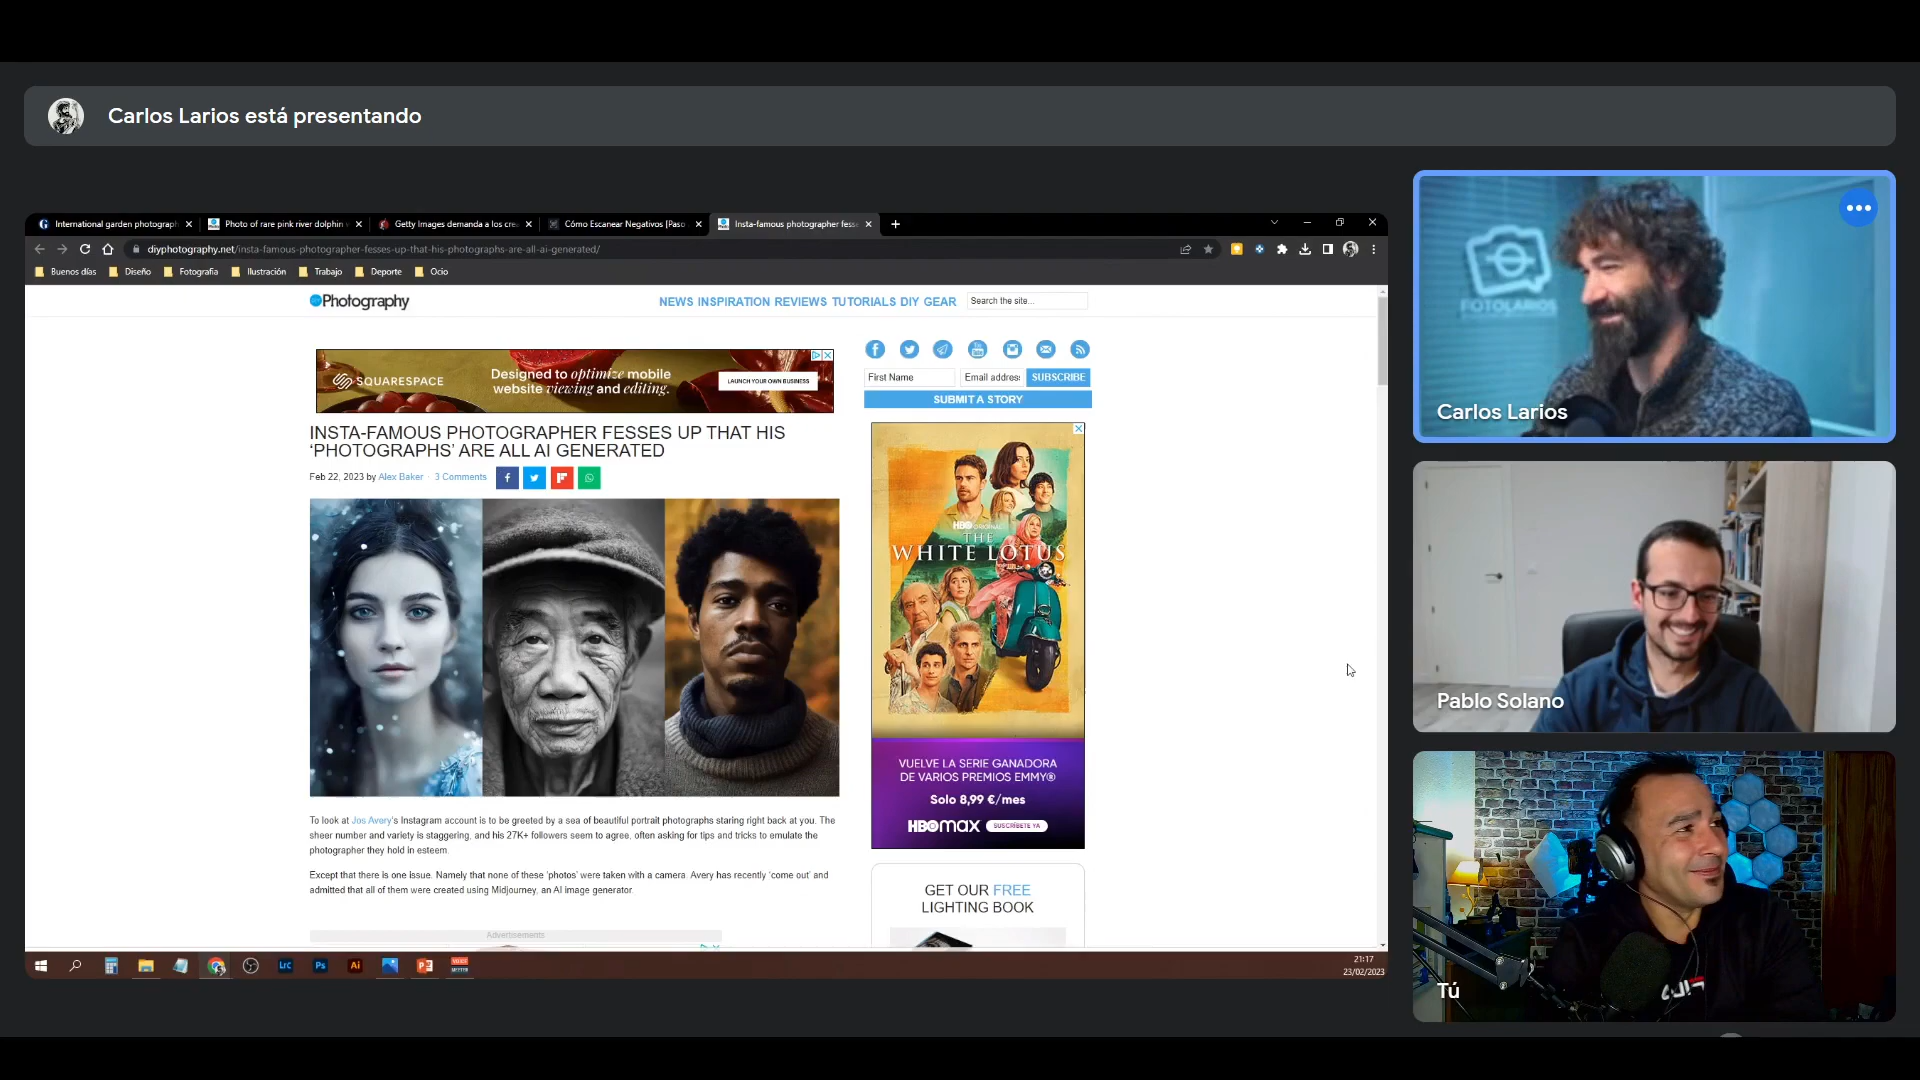 Carlos Larios está presentando
International garden photograph
Photo of rare pink river dolphin
Getty Images demanda a los cre
Cómo Escanear Negativos [Paso
Insta-famous photographer fess
diyphotography.net/insta-famous-photographer-fesses-up-that-his-photographs-are-all-ai-generated/
Buenos días
Diseño
Fotografia
Ilustración
Trabajo
Deporte
Ocio
Photography
NEWS INSPIRATION REVIEWS TUTORIALS DIY GEAR
Search the site...
SQUARESPACE
Designed to optimize mobile
website viewing and editing.
LAUNCH YOUR OWN BUSINESS
First Name
Email address
SUBSCRIBE
SUBMIT A STORY
INSTA-FAMOUS PHOTOGRAPHER FESSES UP THAT HIS
‘PHOTOGRAPHS’ ARE ALL AI GENERATED
Feb 22, 2023 by Alex Baker · 3 Comments
HBO ORIGINAL
THE
WHITE LOTUS
VUELVE LA SERIE GANADORA
DE VARIOS PREMIOS EMMY®
Solo 8,99 €/mes
HBOMAX
SUSCRÍBETE YA
To look at Jos Avery's Instagram account is to be greeted by a sea of beautiful portrait photographs staring right back at you. The
sheer number and variety is staggering, and his 27K+ followers seem to agree, often asking for tips and tricks to emulate the
photographer they hold in esteem.
Except that there is one issue. Namely that none of these 'photos' were taken with a camera. Avery has recently 'come out' and
admitted that all of them were created using Midjourney, an AI image generator.
Advertisements
GET OUR FREE
LIGHTING BOOK
Lrc
Ps
Ai
21:17
23/02/2023
FOTOLARIOS
Carlos Larios
Pablo Solano
Tú